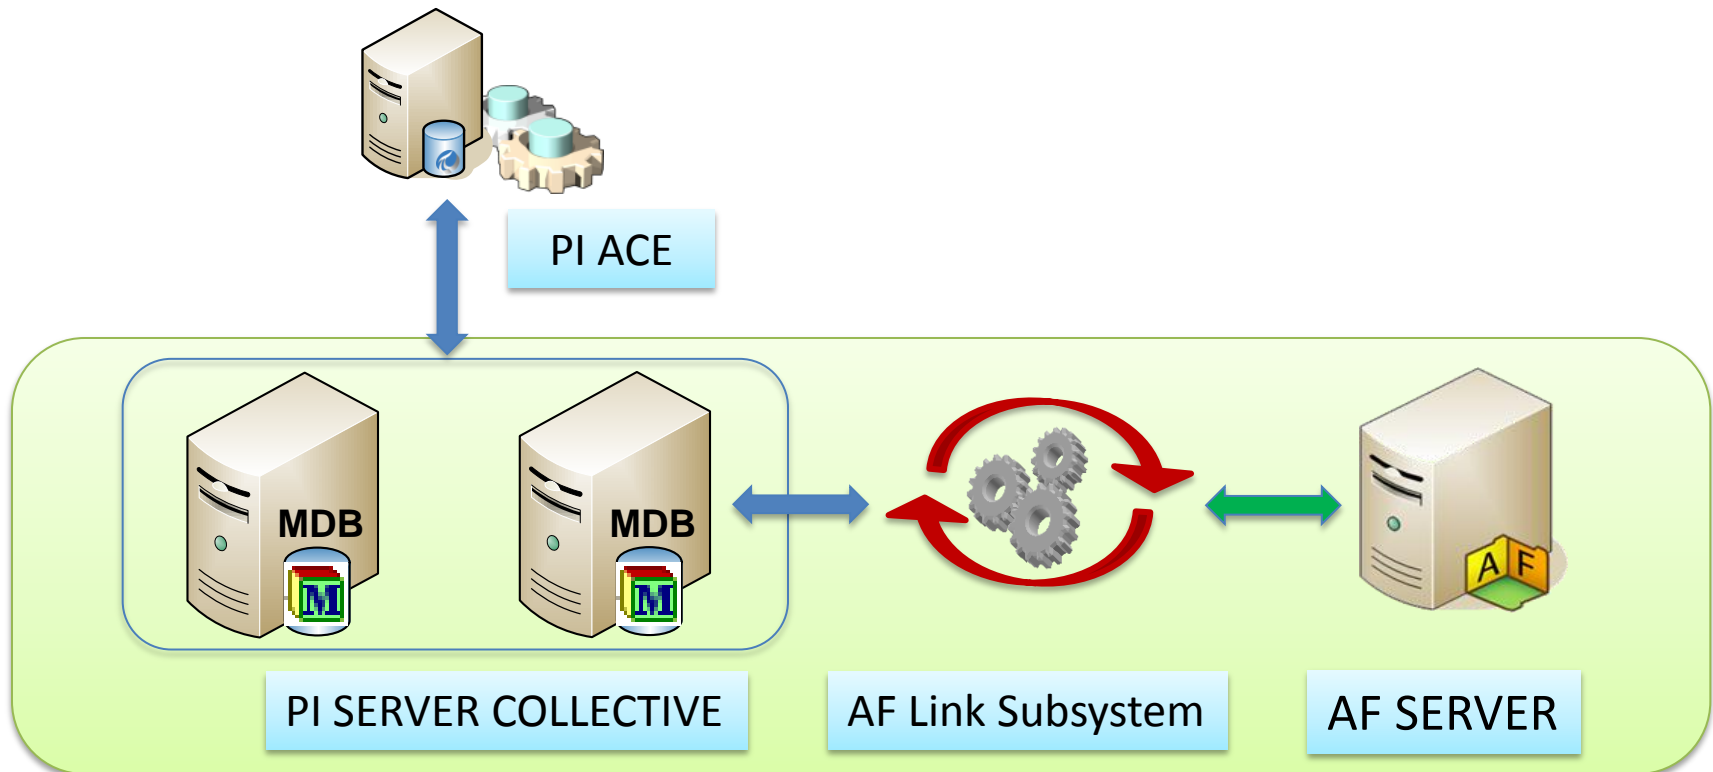 PI ACE
MDB
M
MDB
M
A F
PI SERVER COLLECTIVE
AF Link Subsystem
AF SERVER